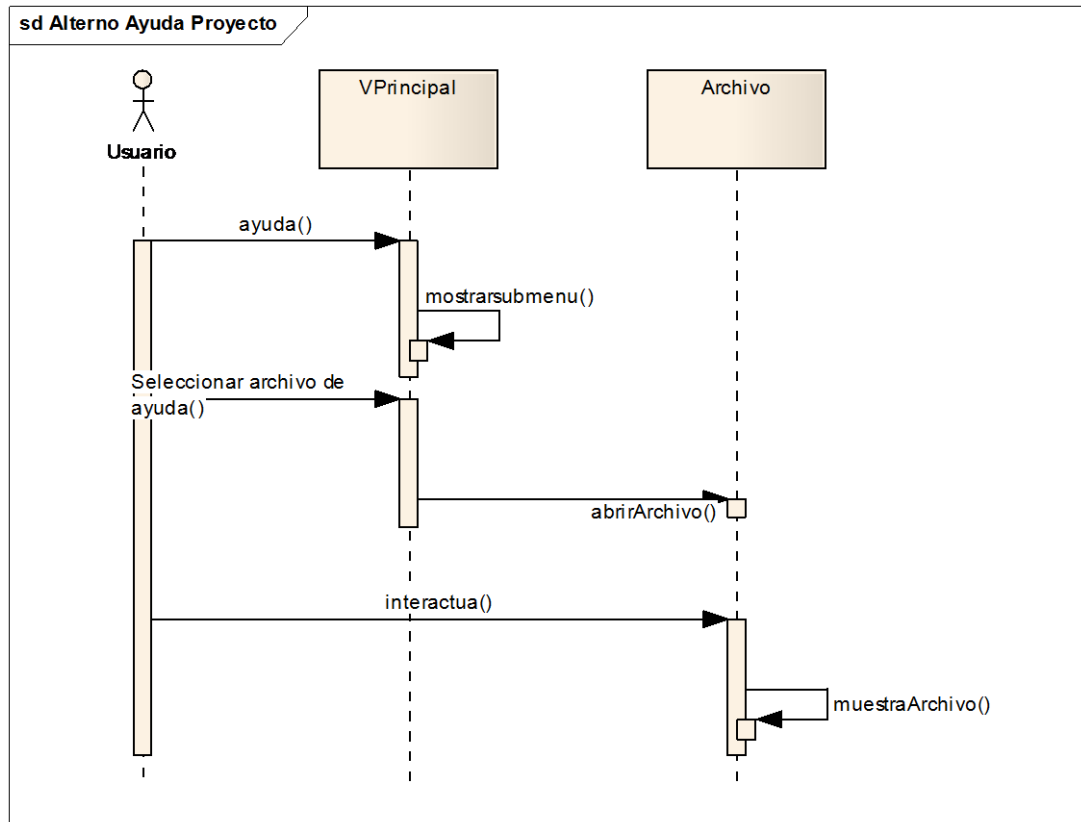 sd Alterno Ayuda Proyecto
VPrincipal
Archivo
Usuario
ayuda()
mostrarsubmenu()
Seleccionar archivo de
ayuda()
abrirArchivo()
interactua()
muestraArchivo()